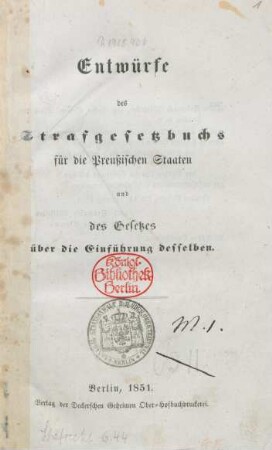 1
Entwürfe
des
Strafgesetzbuchs
für die Preußischen Staaten
und
des Gesetzes
über die Einführung desselben.
Königl.
Bibliothek
Berlin.
Berlin, 1851.
Verlag der Deckerschen Geheimen Ober-Hofbuchdruckerei.